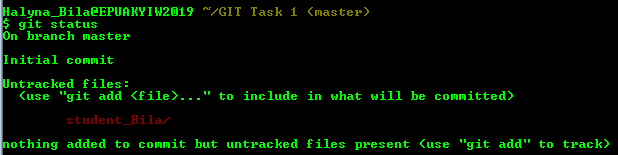 Halyna_Bila@EPUAKYIW2019 ~/GIT Task 1 (master)
$ git status
On branch master
Initial commit
Untracked files:
(use "git add <file>..." to include in what will be committed)
student_Bila/
nothing added to commit but untracked files present (use "git add" to track)